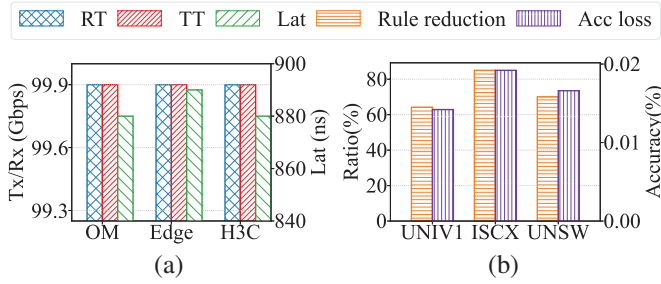 RT TT Lat Rule reduction Acc loss
Tx/Rx (Gbps)
99.9
99.6
99.3
900
880
860
840
Lat (ns)
OM Edge H3C
(a)
Ratio(%)
80
60
40
20
0
0.02
0.01
0.00
Accuracy(%)
UNIV1 ISCX UNSW
(b)